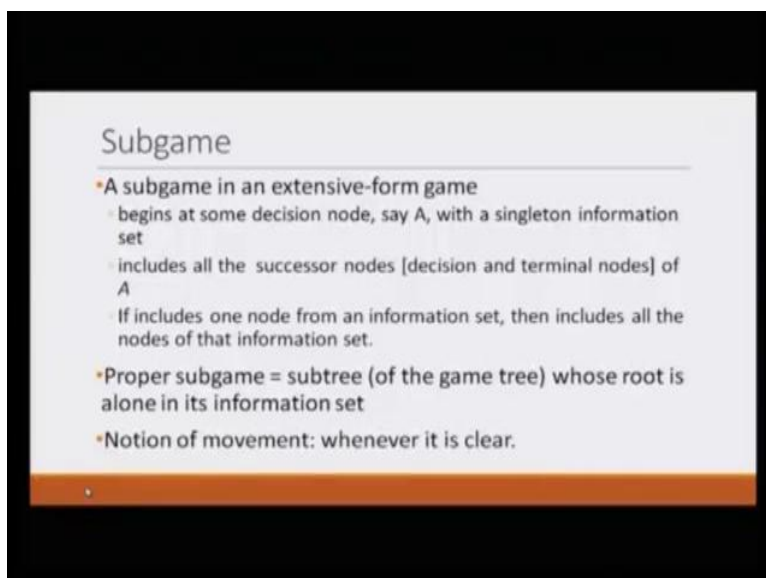 Subgame
•A subgame in an extensive-form game
begins at some decision node, say A, with a singleton information
set
includes all the successor nodes [decision and terminal nodes] of
A
If includes one node from an information set, then includes all the
nodes of that information set.
•Proper subgame = subtree (of the game tree) whose root is
alone in its information set
•Notion of movement: whenever it is clear.